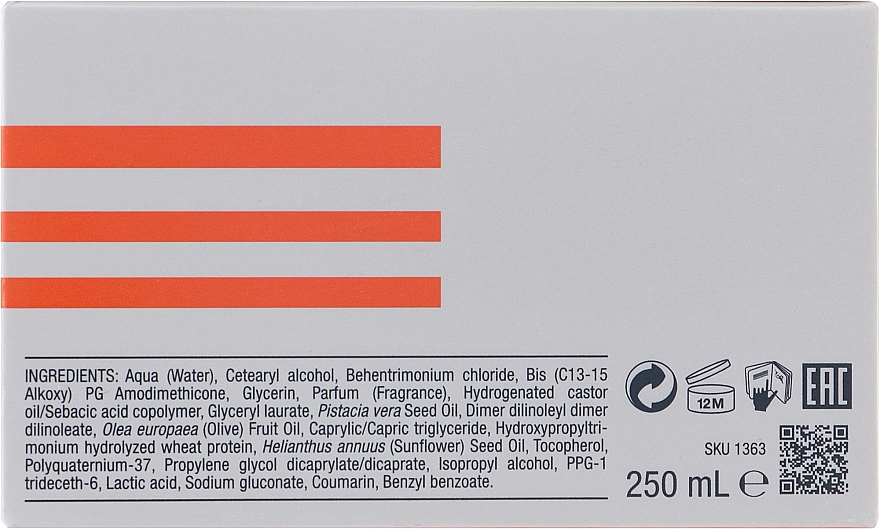 INGREDIENTS: Aqua (Water), Cetearyl alcohol, Behentrimonium chloride, Bis (C13-15
Alkoxy) PG Amodimethicone, Glycerin, Parfum (Fragrance), Hydrogenated castor
oil/Sebacic acid copolymer, Glyceryl laurate, Pistacia vera Seed Oil, Dimer dilinoleyl dimer
dilinoleate, Olea europaea (Olive) Fruit Oil, Caprylic/Capric triglyceride, Hydroxypropyltri-
monium hydrolyzed wheat protein, Helianthus annuus (Sunflower) Seed Oil, Tocopherol,
Polyquaternium-37, Propylene glycol dicaprylate/dicaprate, Isopropyl alcohol, PPG-1
trideceth-6, Lactic acid, Sodium gluconate, Coumarin, Benzyl benzoate.
12M
EAC
SKU 1363
250 mL ℮